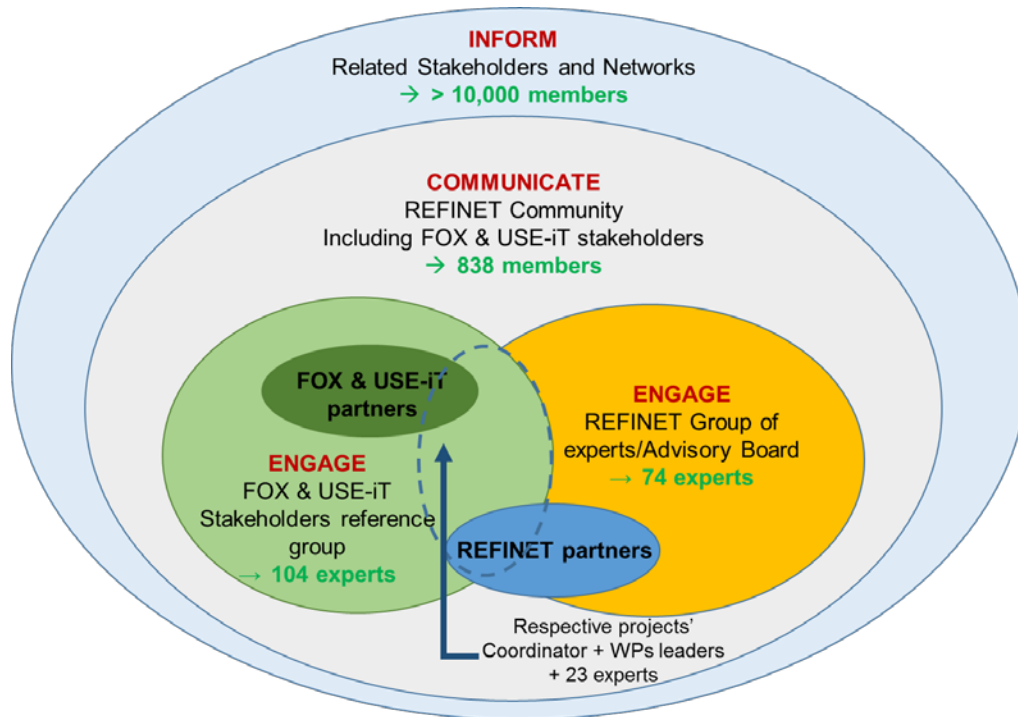 INFORM
Related Stakeholders and Networks
→ > 10,000 members
COMMUNICATE
REFINET Community
Including FOX & USE-iT stakeholders
→ 838 members
FOX & USE-iT
partners
ENGAGE
FOX & USE-iT
Stakeholders reference
group
→ 104 experts
ENGAGE
REFINET Group of
experts/Advisory Board
→ 74 experts
REFINET partners
Respective projects'
Coordinator + WPs leaders
+ 23 experts